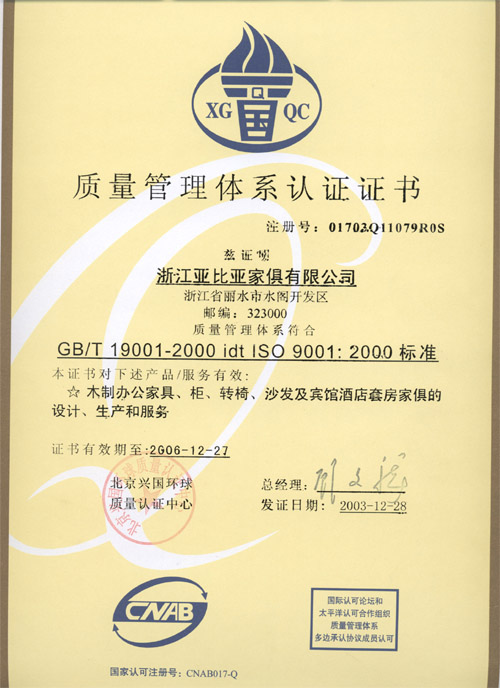 Q
XG 国 QC
质量管理体系认证证书
注册号：01703Q11079R0S
兹证明
浙江亚比亚家俱有限公司
浙江省丽水市水阁开发区
邮编：323000
质量管理体系符合
GB/T 19001-2000 idt ISO 9001: 2000 标准
本证书对下述产品/服务有效:
☆ 木制办公家具、柜、转椅、沙发及宾馆酒店套房家俱的
设计、生产和服务
证书有效期至:2006-12-27
北京兴国环球
质量认证中心
总经理:
发证日期: 2003-12-28
CNAB
国际认可论坛和
太平洋认可合作组织
质量管理体系
多边承认协议成员认可
国家认可注册号：CNAB017-Q